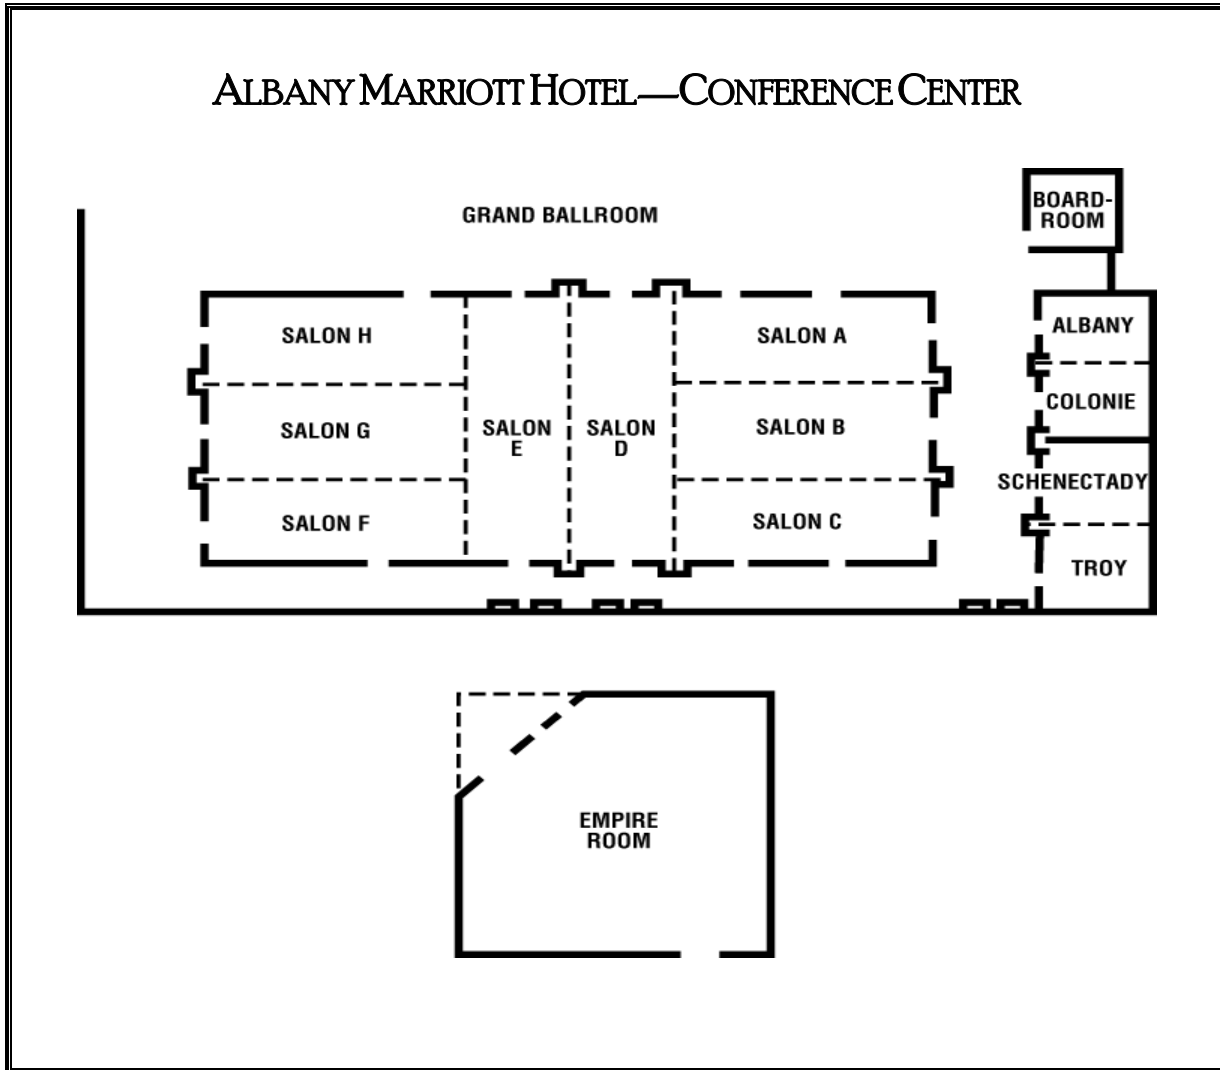 ALBANY MARRIOTT HOTEL—CONFERENCE CENTER
GRAND BALLROOM
BOARD-
ROOM
SALON H
SALON A
ALBANY
COLONIE
SALON G
SALON
E
SALON
D
SALON B
SCHENECTADY
SALON F
SALON C
TROY
EMPIRE
ROOM